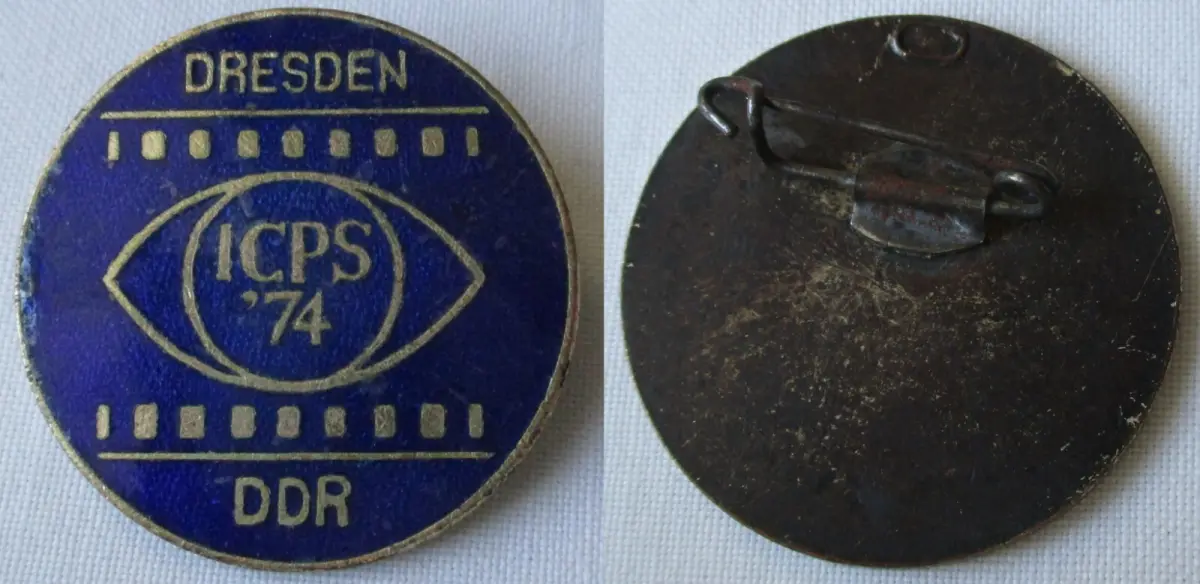 DRESDEN
ICPS
'74
DDR